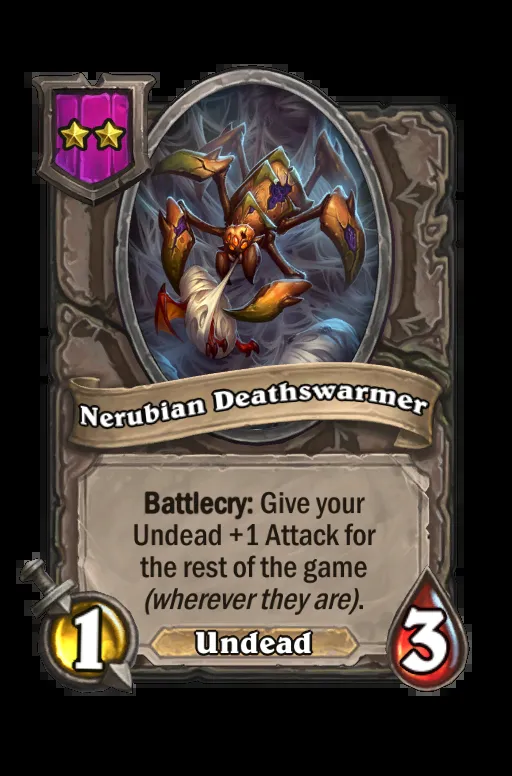 Nerubian Deathswarmer
Battlecry: Give your
Undead +1 Attack for
the rest of the game
(wherever they are).
1
Undead
3